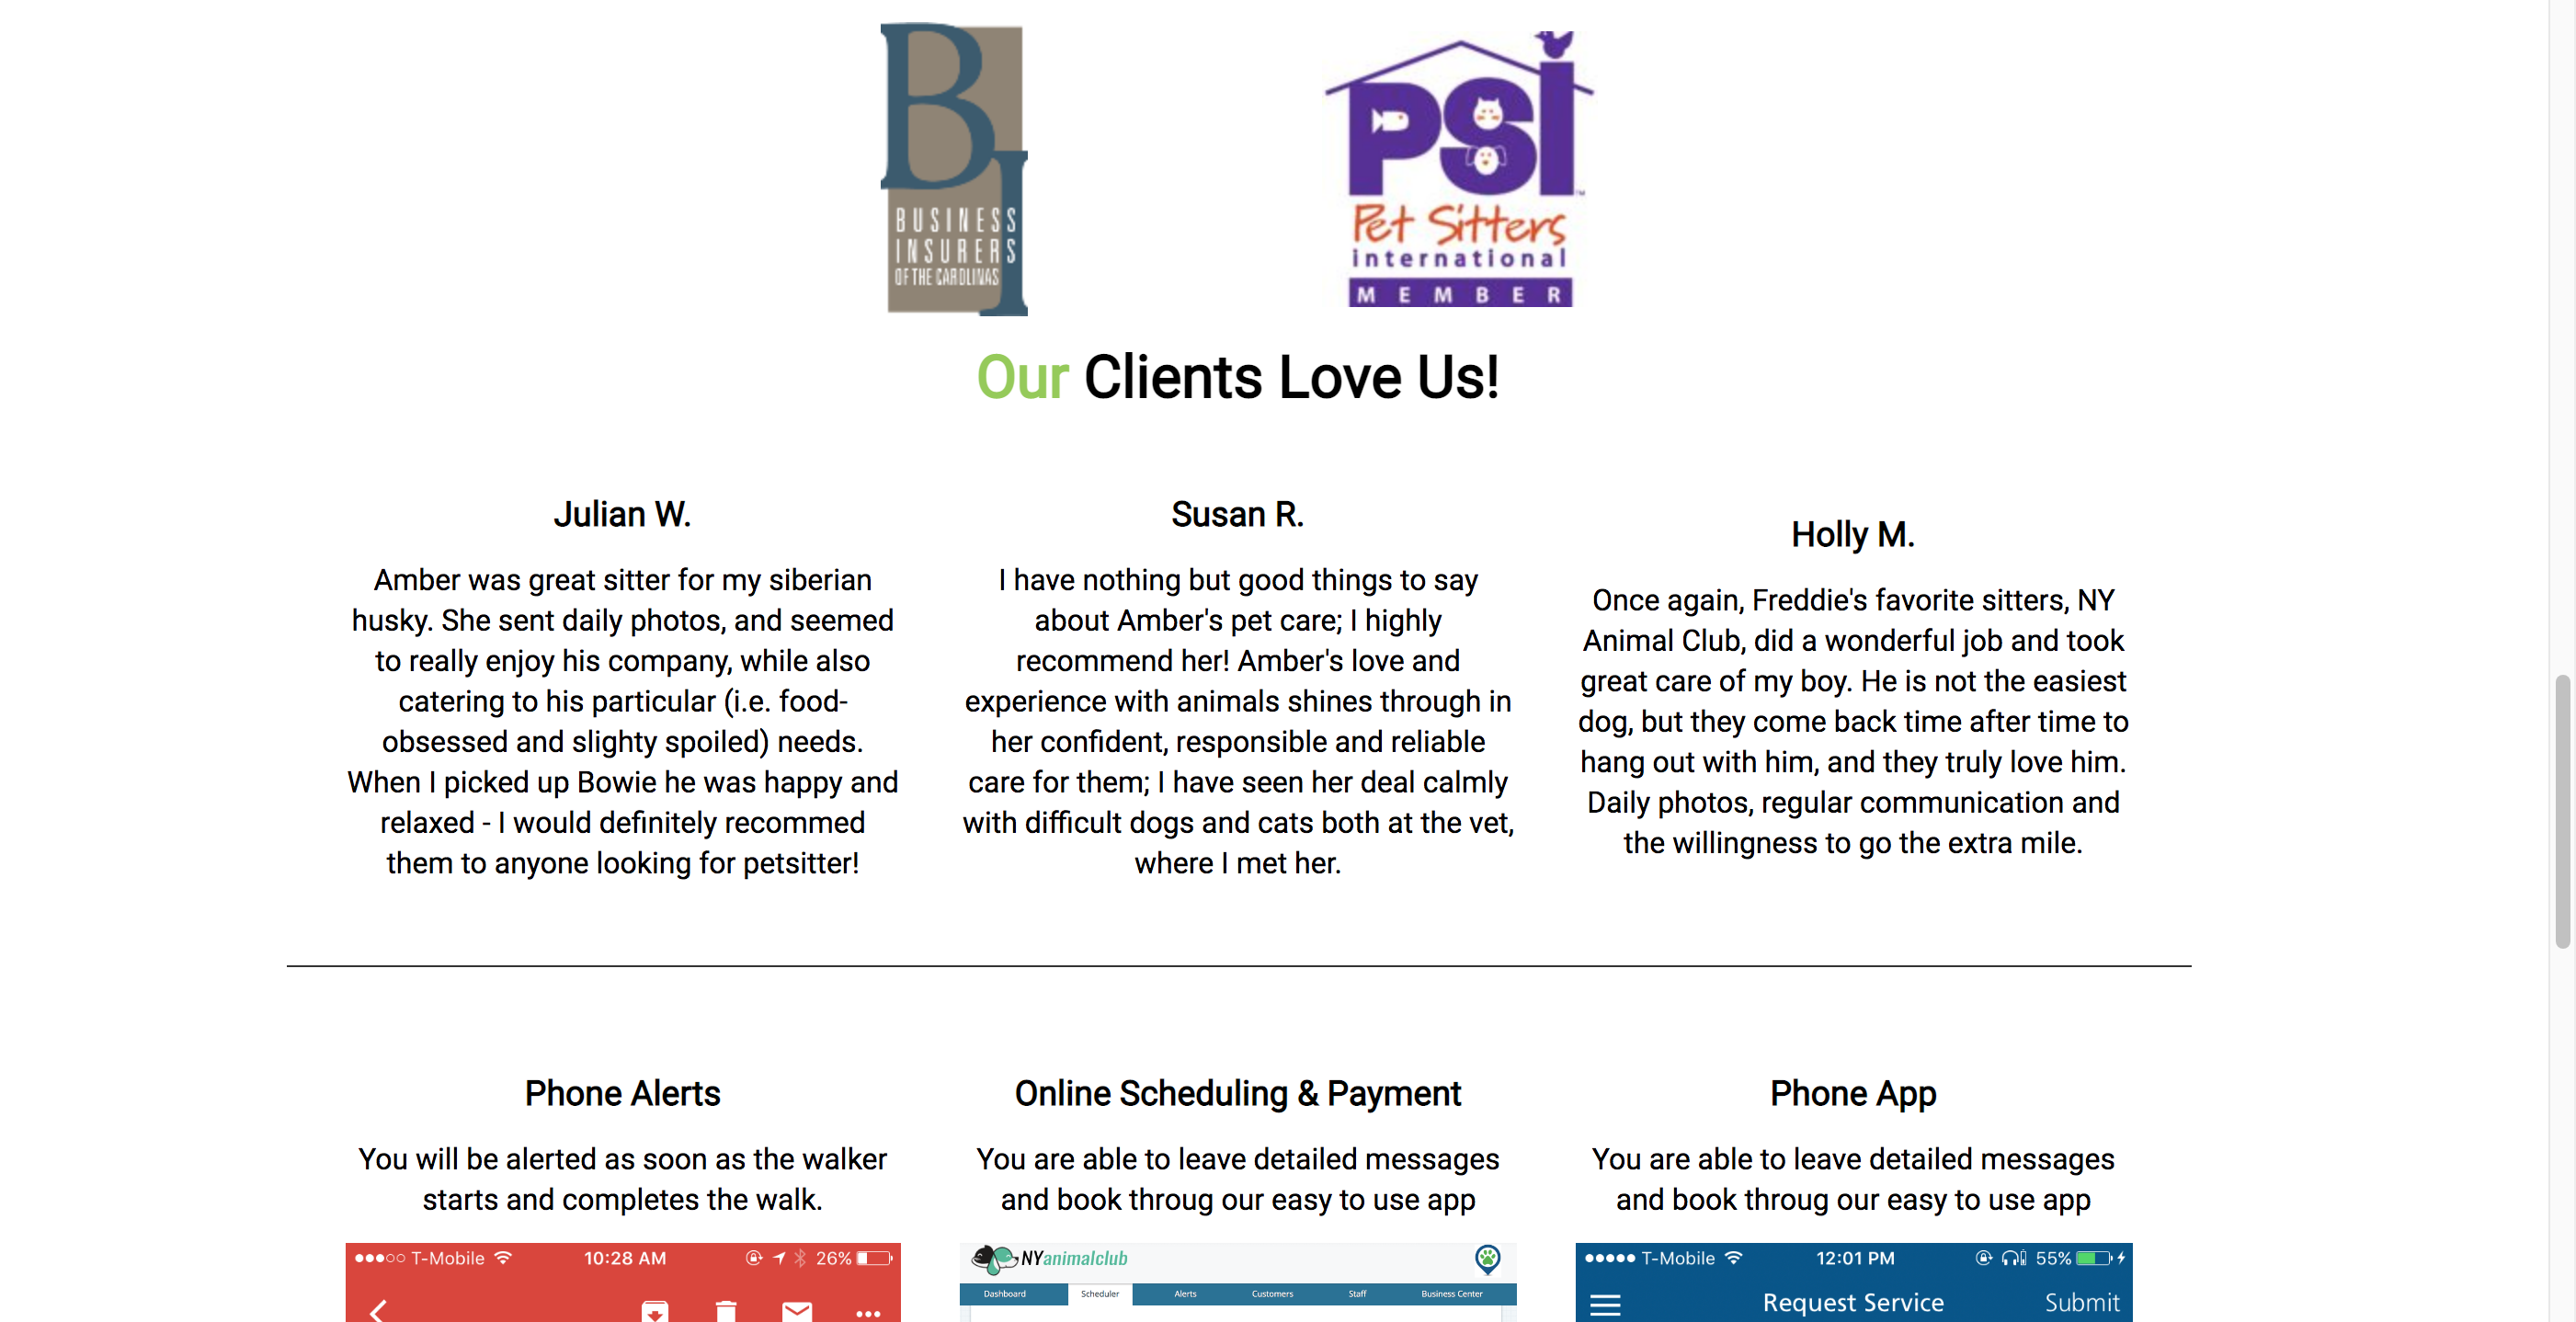 BI
BUSINESS
INSURERS
OF THE CAROLINAS
PSI
™
Pet Sitters
international
MEMBER
Our Clients Love Us!
Julian W.
Amber was great sitter for my siberian
husky. She sent daily photos, and seemed
to really enjoy his company, while also
catering to his particular (i.e. food-
obsessed and slighty spoiled) needs.
When I picked up Bowie he was happy and
relaxed - I would definitely recommed
them to anyone looking for petsitter!
Susan R.
I have nothing but good things to say
about Amber's pet care; I highly
recommend her! Amber's love and
experience with animals shines through in
her confident, responsible and reliable
care for them; I have seen her deal calmly
with difficult dogs and cats both at the vet,
where I met her.
Holly M.
Once again, Freddie's favorite sitters, NY
Animal Club, did a wonderful job and took
great care of my boy. He is not the easiest
dog, but they come back time after time to
hang out with him, and they truly love him.
Daily photos, regular communication and
the willingness to go the extra mile.
Phone Alerts
You will be alerted as soon as the walker
starts and completes the walk.
T-Mobile 10:28 AM 26%
Online Scheduling & Payment
You are able to leave detailed messages
and book throug our easy to use app
NYanimalclub
Dashboard Scheduler Alerts Customers Staff Business Center
Phone App
You are able to leave detailed messages
and book throug our easy to use app
T-Mobile 12:01 PM 55%
Request Service Submit